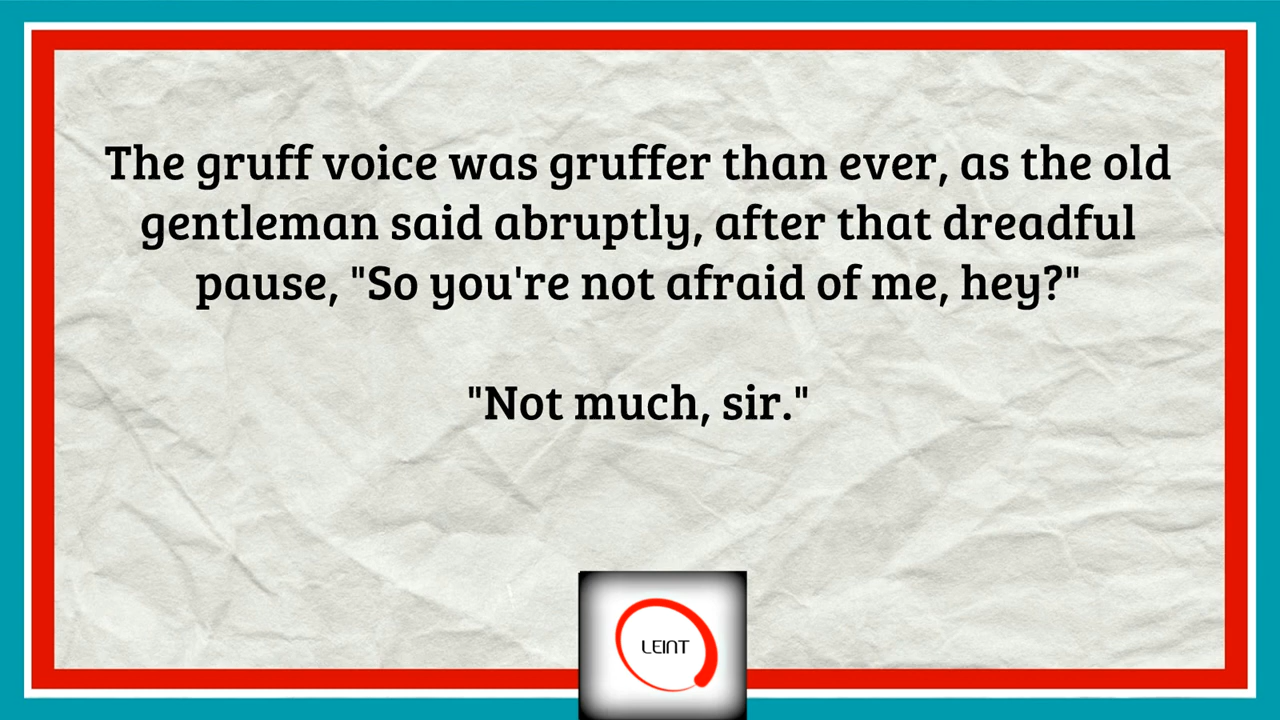 The gruff voice was gruffer than ever, as the old
gentleman said abruptly, after that dreadful
pause, "So you're not afraid of me, hey?"
"Not much, sir."
LEINT